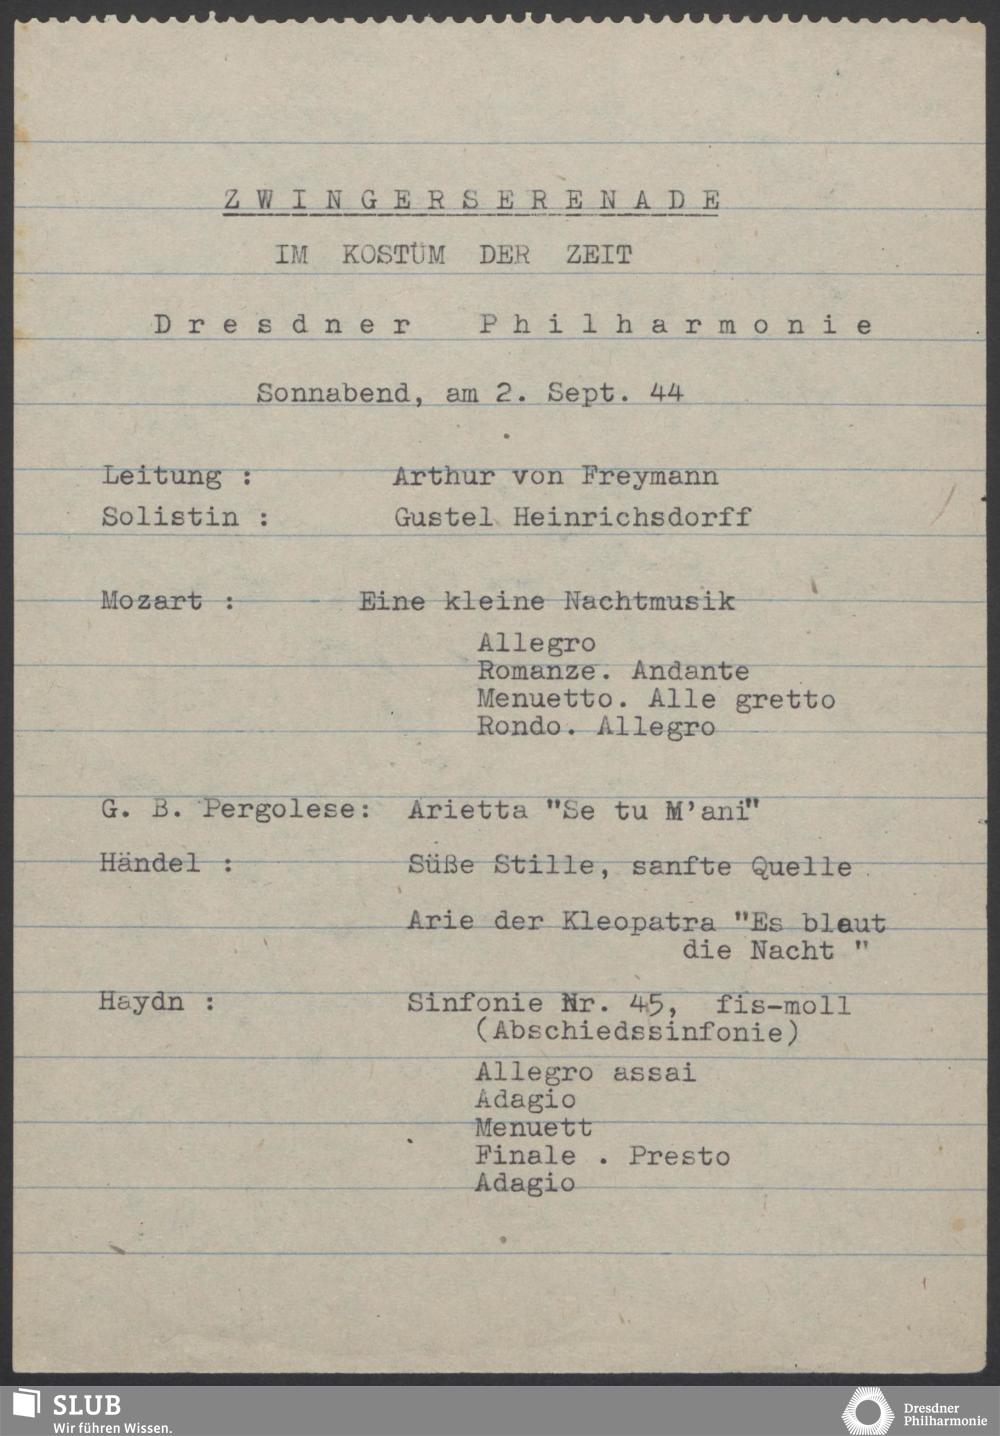 ZWINGERSERENADE
IM KOSTÜM DER ZEIT
Dresdner Philharmonie
Sonnabend, am 2. Sept. 44
Leitung : Arthur von Freymann
Solistin : Gustel Heinrichsdorff
Mozart : Eine kleine Nachtmusik
Allegro
Romanze. Andante
Menuetto. Alle gretto
Rondo. Allegro
G. B. Pergolese: Arietta "Se tu M'ani"
Händel : Süße Stille, sanfte Quelle
Arie der Kleopatra "Es blaut
die Nacht "
Haydn : Sinfonie Nr. 45, fis-moll
(Abschiedssinfonie)
Allegro assai
Adagio
Menuett
Finale . Presto
Adagio
SLUB
Wir führen Wissen.
Dresdner
Philharmonie